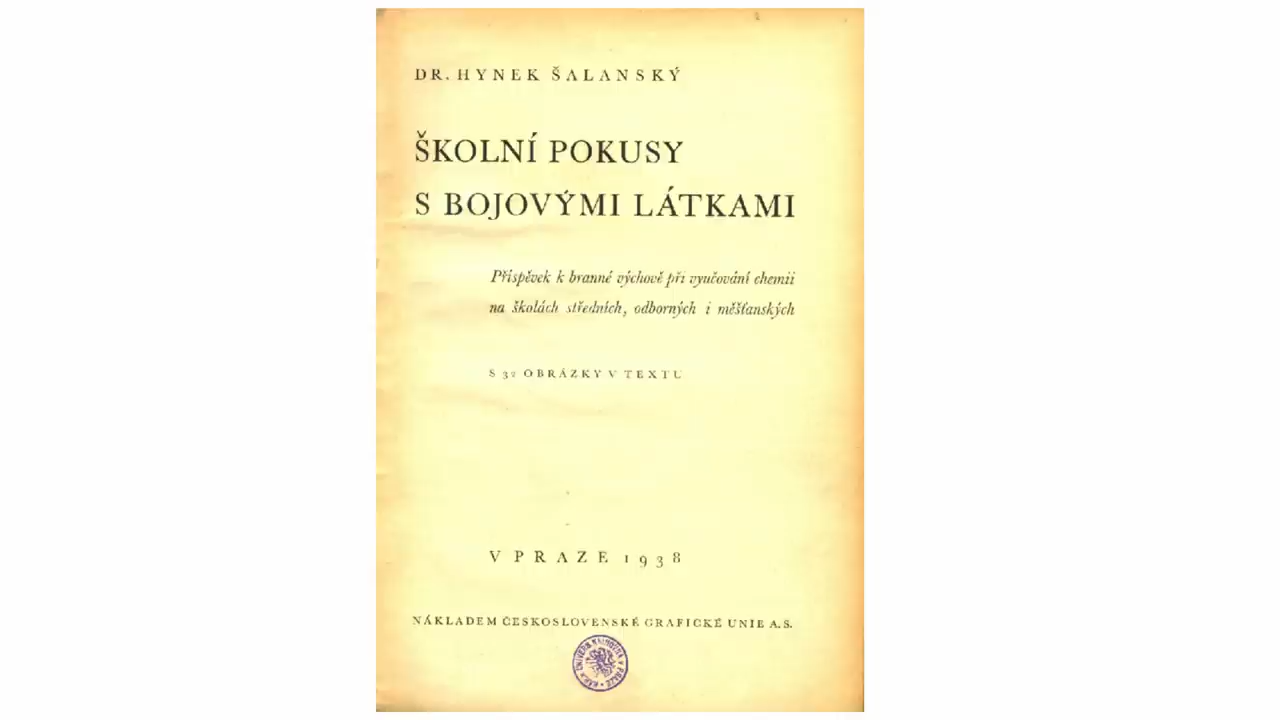 DR. HYNEK ŠALANSKÝ
ŠKOLNÍ POKUSY
S BOJOVÝMI LÁTKAMI
Příspěvek k branné výchově při vyučování chemii
na školách středních, odborných i měšťanských
S 32 OBRÁZKY V TEXTU
V PRAZE 1938
NÁKLADEM ČESKOSLOVENSKÉ GRAFICKÉ UNIE A. S.